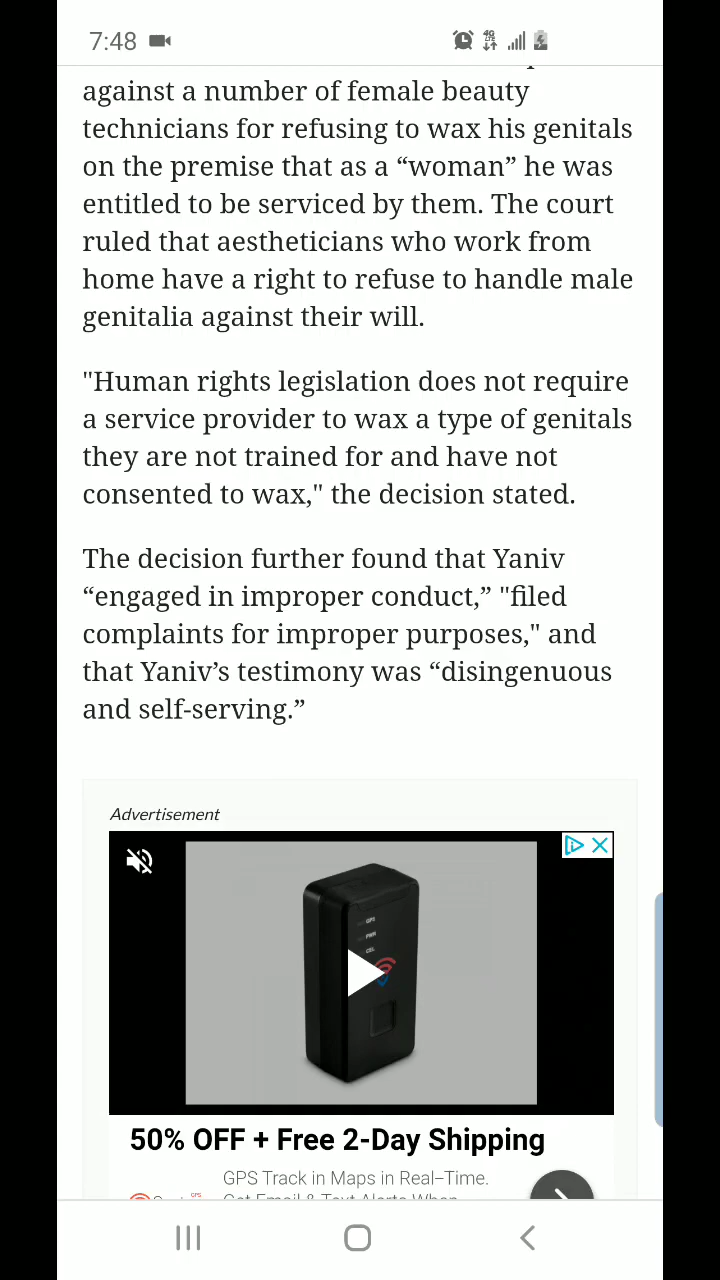 7:48
against a number of female beauty
technicians for refusing to wax his genitals
on the premise that as a “woman” he was
entitled to be serviced by them. The court
ruled that aestheticians who work from
home have a right to refuse to handle male
genitalia against their will.
"Human rights legislation does not require
a service provider to wax a type of genitals
they are not trained for and have not
consented to wax," the decision stated.
The decision further found that Yaniv
“engaged in improper conduct,” "filed
complaints for improper purposes," and
that Yaniv’s testimony was “disingenuous
and self-serving.”
Advertisement
GPS
PWR
CEL
50% OFF + Free 2-Day Shipping
GPS Track in Maps in Real-Time.
Get Email & Text Alerts When